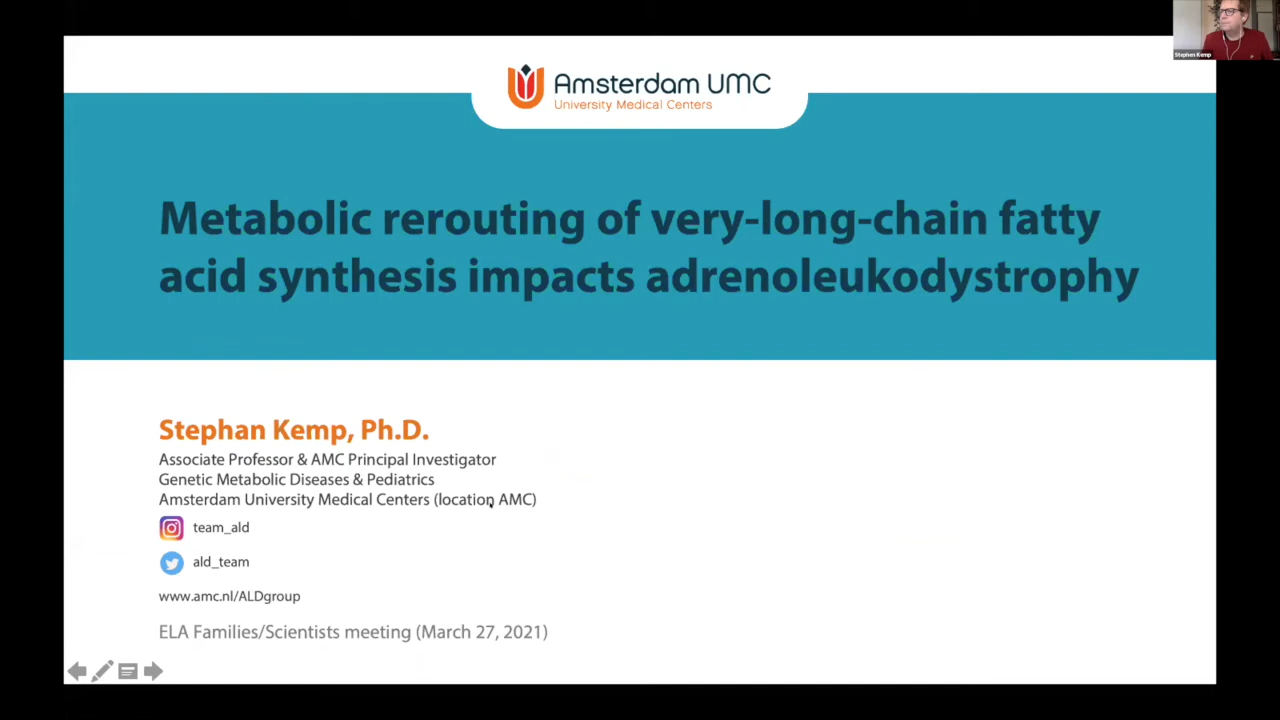 Stephen Kemp
Amsterdam UMC
University Medical Centers
Metabolic rerouting of very-long-chain fatty
acid synthesis impacts adrenoleukodystrophy
Stephan Kemp, Ph.D.
Associate Professor & AMC Principal Investigator
Genetic Metabolic Diseases & Pediatrics
Amsterdam University Medical Centers (location AMC)
team_ald
ald_team
www.amc.nl/ALDgroup
ELA Families/Scientists meeting (March 27, 2021)